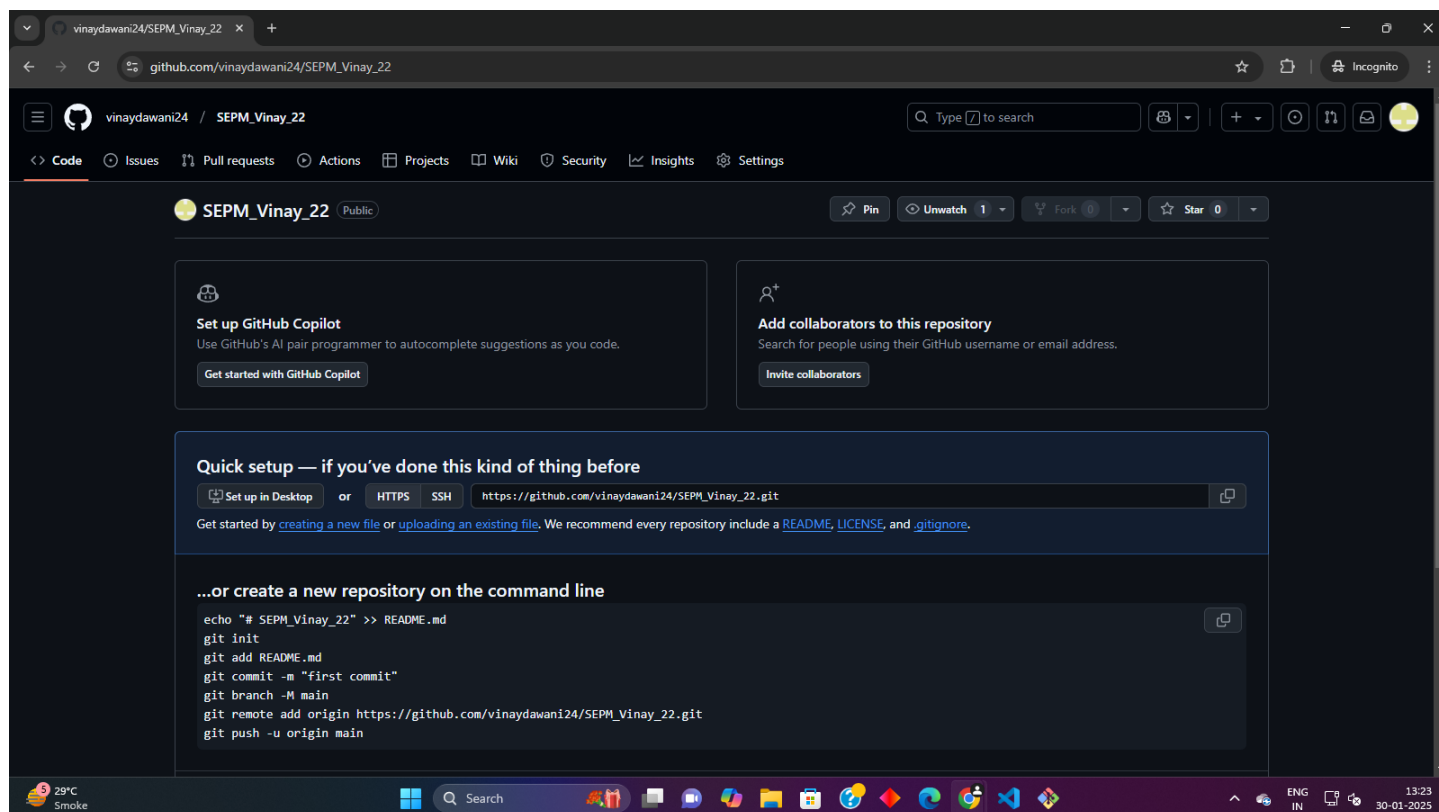 vinaydawani24/SEPM_Vinay_22
github.com/vinaydawani24/SEPM_Vinay_22
Incognito
vinaydawani24 / SEPM_Vinay_22
Type / to search
Code Issues Pull requests Actions Projects Wiki Security Insights Settings
SEPM_Vinay_22 Public
Pin Unwatch 1 Fork 0 Star 0
Set up GitHub Copilot
Use GitHub's AI pair programmer to autocomplete suggestions as you code.
Get started with GitHub Copilot
Add collaborators to this repository
Search for people using their GitHub username or email address.
Invite collaborators
Quick setup — if you've done this kind of thing before
Set up in Desktop or HTTPS SSH https://github.com/vinaydawani24/SEPM_Vinay_22.git
Get started by creating a new file or uploading an existing file. We recommend every repository include a README, LICENSE, and .gitignore.
...or create a new repository on the command line
echo "# SEPM_Vinay_22" >> README.md
git init
git add README.md
git commit -m "first commit"
git branch -M main
git remote add origin https://github.com/vinaydawani24/SEPM_Vinay_22.git
git push -u origin main
5
29°C
Smoke
Search
ENG
IN
13:23
30-01-2025